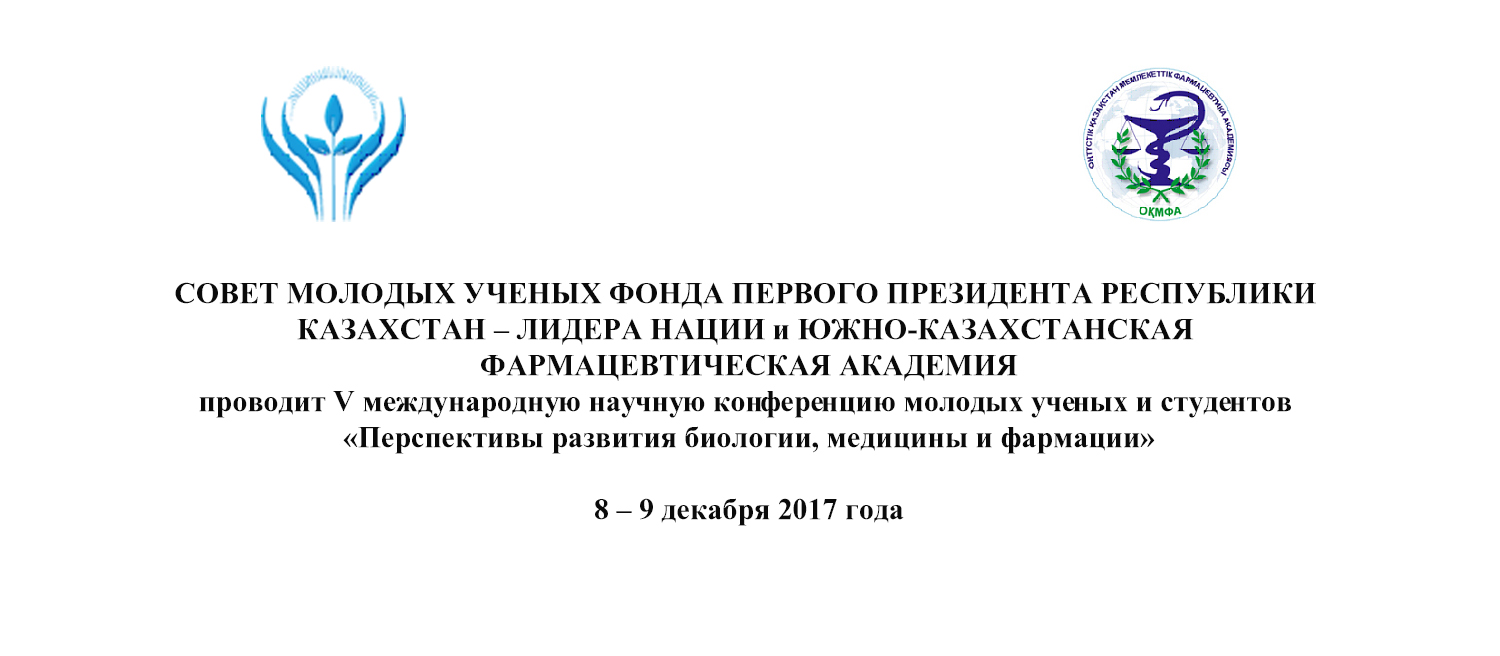 ОҢТҮСТІК ҚАЗАҚСТАН МЕМЛЕКЕТТІК ФАРМАЦЕВТИКА АКАДЕМИЯСЫ
ОҚМФА
СОВЕТ МОЛОДЫХ УЧЕНЫХ ФОНДА ПЕРВОГО ПРЕЗИДЕНТА РЕСПУБЛИКИ
КАЗАХСТАН – ЛИДЕРА НАЦИИ и ЮЖНО-КАЗАХСТАНСКАЯ
ФАРМАЦЕВТИЧЕСКАЯ АКАДЕМИЯ
проводит V международную научную конференцию молодых ученых и студентов
«Перспективы развития биологии, медицины и фармации»
8 – 9 декабря 2017 года